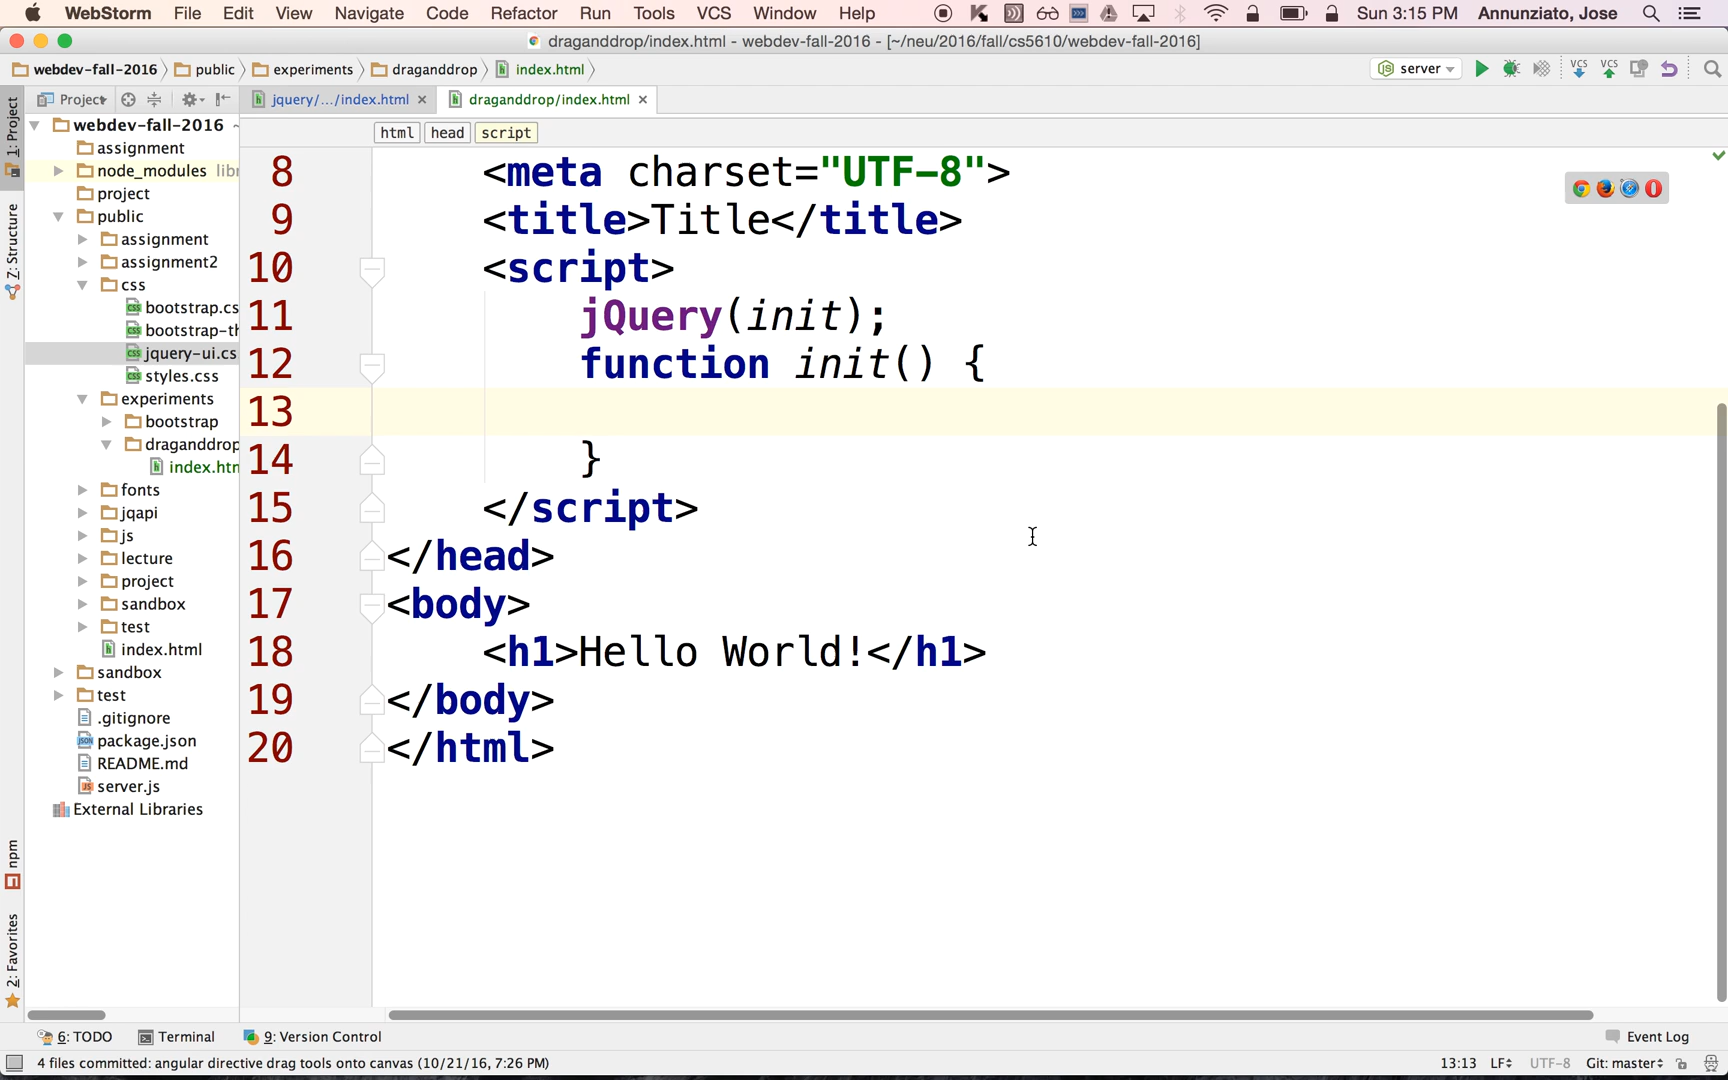 WebStorm File Edit View Navigate Code Refactor Run Tools VCS Window Help Sun 3:15 PM Annunziato, Jose
draganddrop/index.html - webdev-fall-2016 - [~/neu/2016/fall/cs5610/webdev-fall-2016]
webdev-fall-2016 public experiments draganddrop index.html server VCS VCS
Project jquery/.../index.html draganddrop/index.html
html head script
1: Project
Z: Structure
npm
2: Favorites
webdev-fall-2016 ~
assignment
node_modules libr
project
public
assignment
assignment2
css
bootstrap.cs
bootstrap-th
jquery-ui.cs
styles.css
experiments
bootstrap
draganddrop
index.htm
fonts
jqapi
js
lecture
project
sandbox
test
index.html
sandbox
test
.gitignore
package.json
README.md
server.js
External Libraries
8 <meta charset="UTF-8">
9 <title>Title</title>
10 <script>
11 jQuery(init);
12 function init() {
13
14 }
15 </script>
16 </head>
17 <body>
18 <h1>Hello World!</h1>
19 </body>
20 </html>
6: TODO Terminal 9: Version Control Event Log
4 files committed: angular directive drag tools onto canvas (10/21/16, 7:26 PM) 13:13 LF UTF-8 Git: master